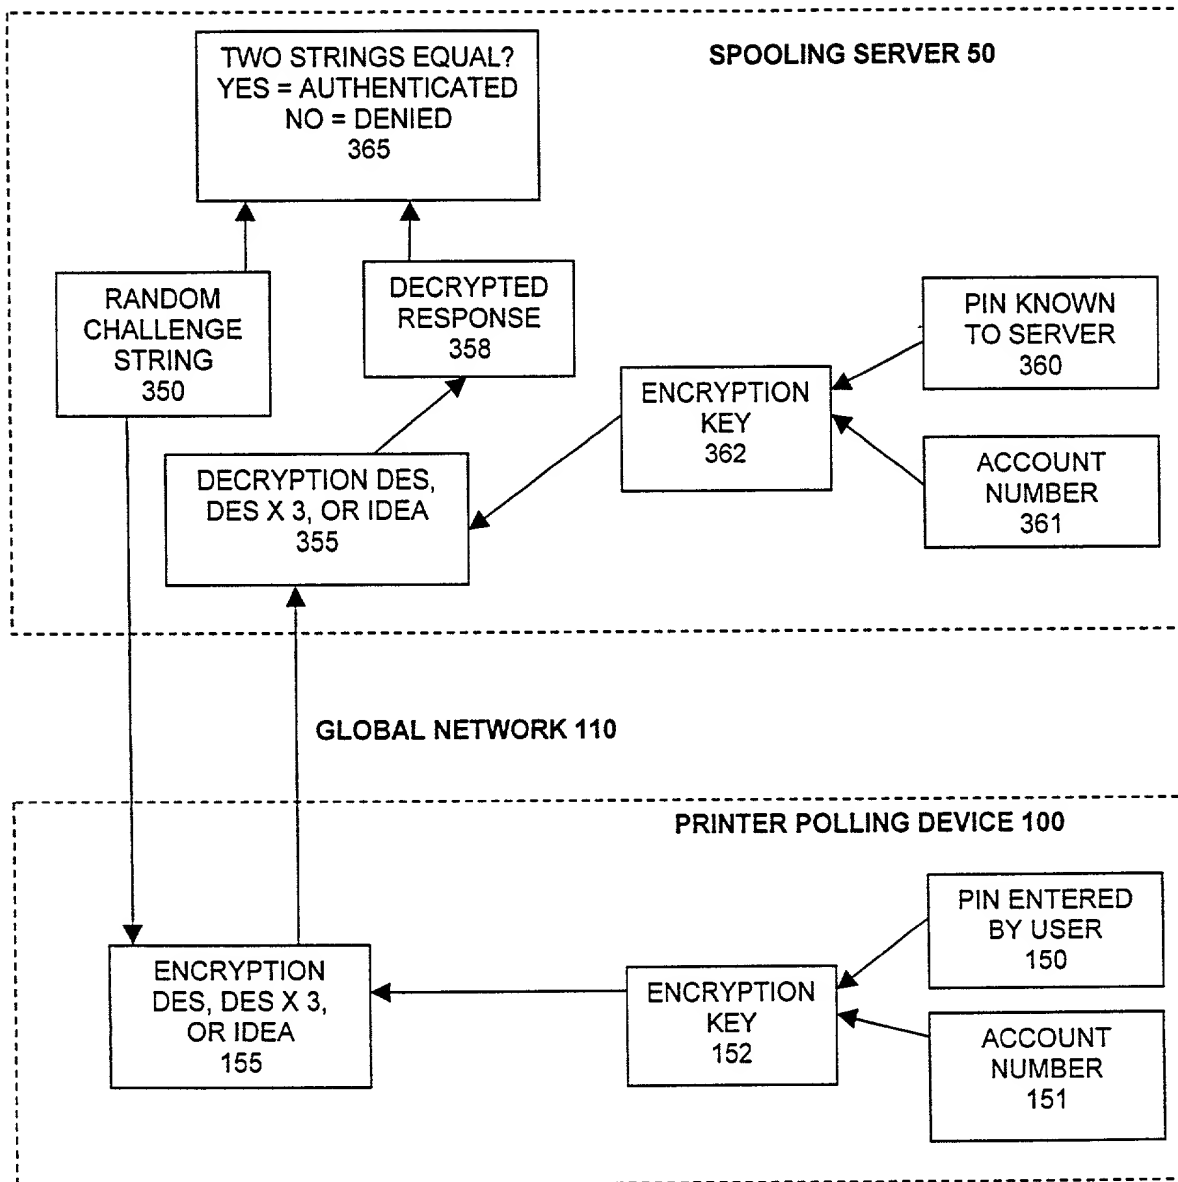 TWO STRINGS EQUAL?
YES = AUTHENTICATED
NO = DENIED
365
SPOOLING SERVER 50
RANDOM
CHALLENGE
STRING
350
DECRYPTED
RESPONSE
358
PIN KNOWN
TO SERVER
360
ENCRYPTION
KEY
362
ACCOUNT
NUMBER
361
DECRYPTION DES,
DES X 3, OR IDEA
355
GLOBAL NETWORK 110
PRINTER POLLING DEVICE 100
PIN ENTERED
BY USER
150
ENCRYPTION
DES, DES X 3,
OR IDEA
155
ENCRYPTION
KEY
152
ACCOUNT
NUMBER
151